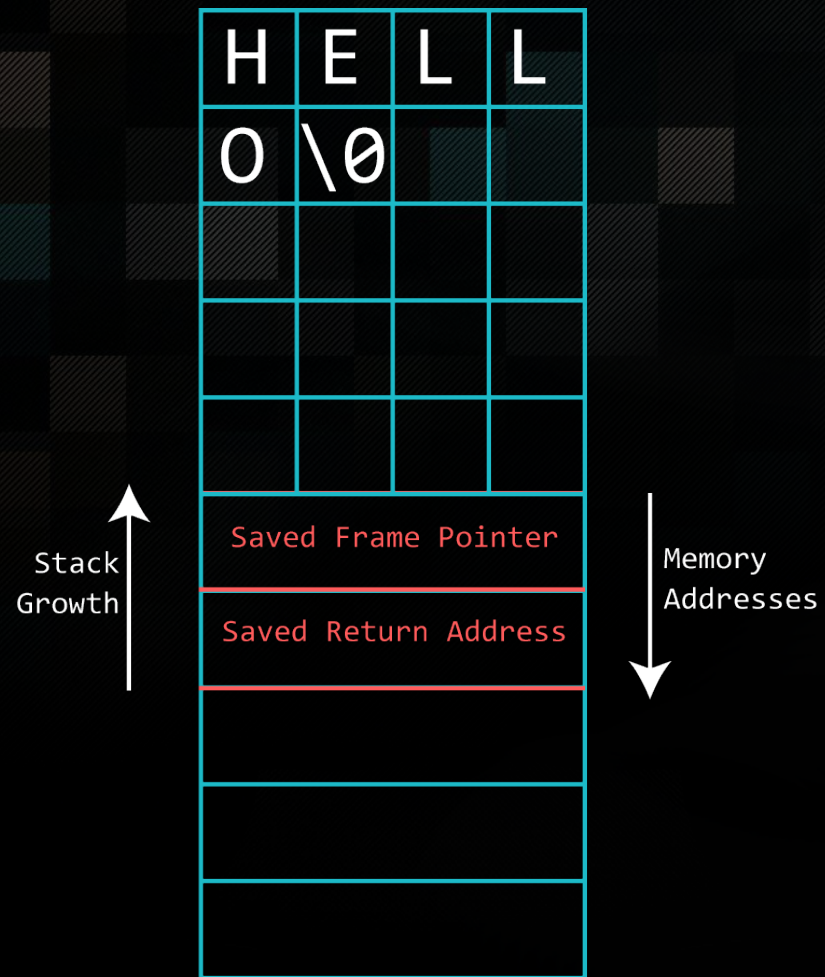 H E L L
O \0
Saved Frame Pointer
Stack
Growth
Memory
Addresses
Saved Return Address